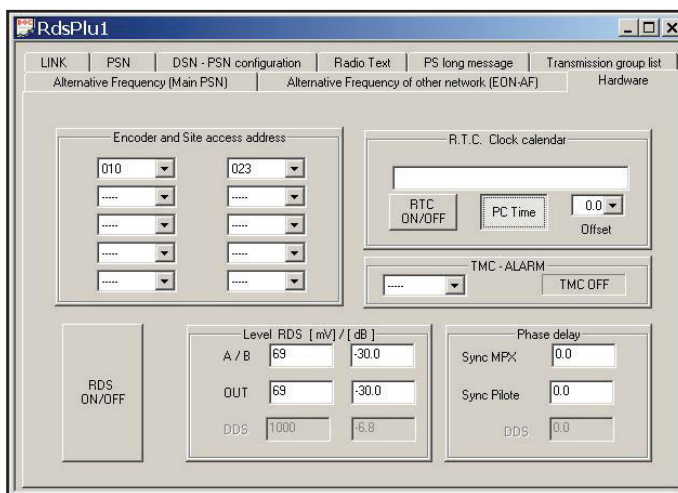 RdsPlu1
LINK PSN DSN - PSN configuration Radio Text PS long message Transmission group list
Alternative Frequency (Main PSN) Alternative Frequency of other network (EON-AF) Hardware
Encoder and Site access address
010 023
----- -----
----- -----
----- -----
----- -----
R.T.C. Clock calendar
RTC ON/OFF PC Time 0.0
Offset
TMC - ALARM
----- TMC OFF
RDS
ON/OFF
Level RDS [ mV] / [ dB ]
A / B 69 -30.0
OUT 69 -30.0
DDS 1000 -6.8
Phase delay
Sync MPX 0.0
Sync Pilote 0.0
DDS 0.0